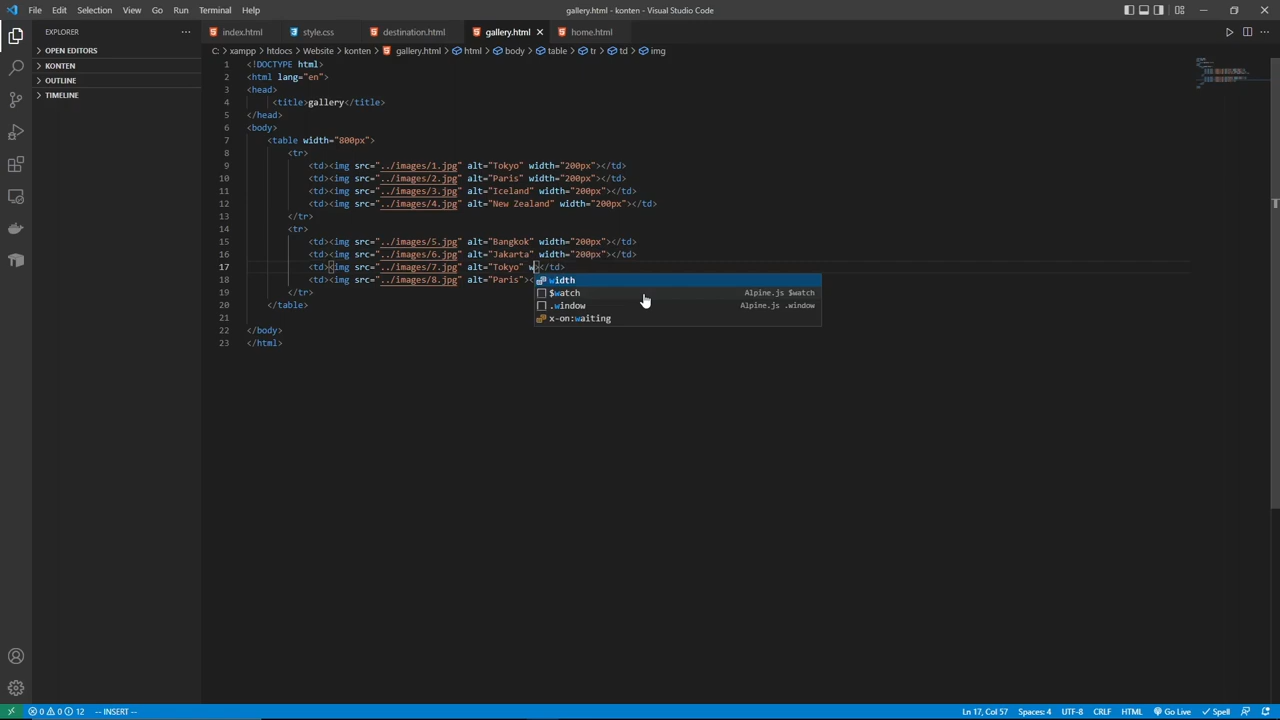 File Edit Selection View Go Run Terminal Help
gallery.html - konten - Visual Studio Code
EXPLORER
OPEN EDITORS
KONTEN
OUTLINE
TIMELINE
index.html style.css destination.html gallery.html home.html
C: > xampp > htdocs > Website > konten > gallery.html > html > body > table > tr > td > img
1 <!DOCTYPE html>
2 <html lang="en">
3 <head>
4 <title>gallery</title>
5 </head>
6 <body>
7 <table width="800px">
8 <tr>
9 <td><img src="../images/1.jpg" alt="Tokyo" width="200px"></td>
10 <td><img src="../images/2.jpg" alt="Paris" width="200px"></td>
11 <td><img src="../images/3.jpg" alt="Iceland" width="200px"></td>
12 <td><img src="../images/4.jpg" alt="New Zealand" width="200px"></td>
13 </tr>
14 <tr>
15 <td><img src="../images/5.jpg" alt="Bangkok" width="200px"></td>
16 <td><img src="../images/6.jpg" alt="Jakarta" width="200px"></td>
17 <td><img src="../images/7.jpg" alt="Tokyo" w></td>
18 <td><img src="../images/8.jpg" alt="Paris"><
19 </tr>
20 </table>
21
22 </body>
23 </html>
width
$watch Alpine.js $watch
.window Alpine.js .window
x-on:waiting
0 0 12 -- INSERT -- Ln 17, Col 57 Spaces: 4 UTF-8 CRLF HTML Go Live Spell